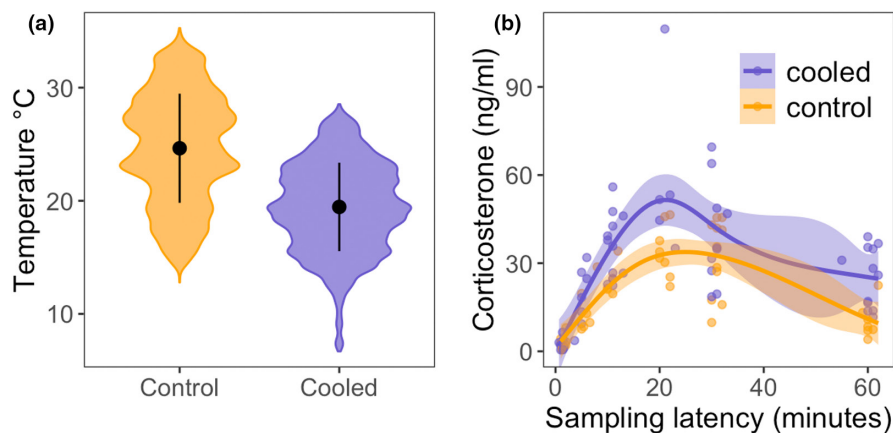 (a)
Temperature °C
30
20
10
Control
Cooled
(b)
Corticosterone (ng/ml)
90
60
30
0
cooled
control
0
20
40
60
Sampling latency (minutes)